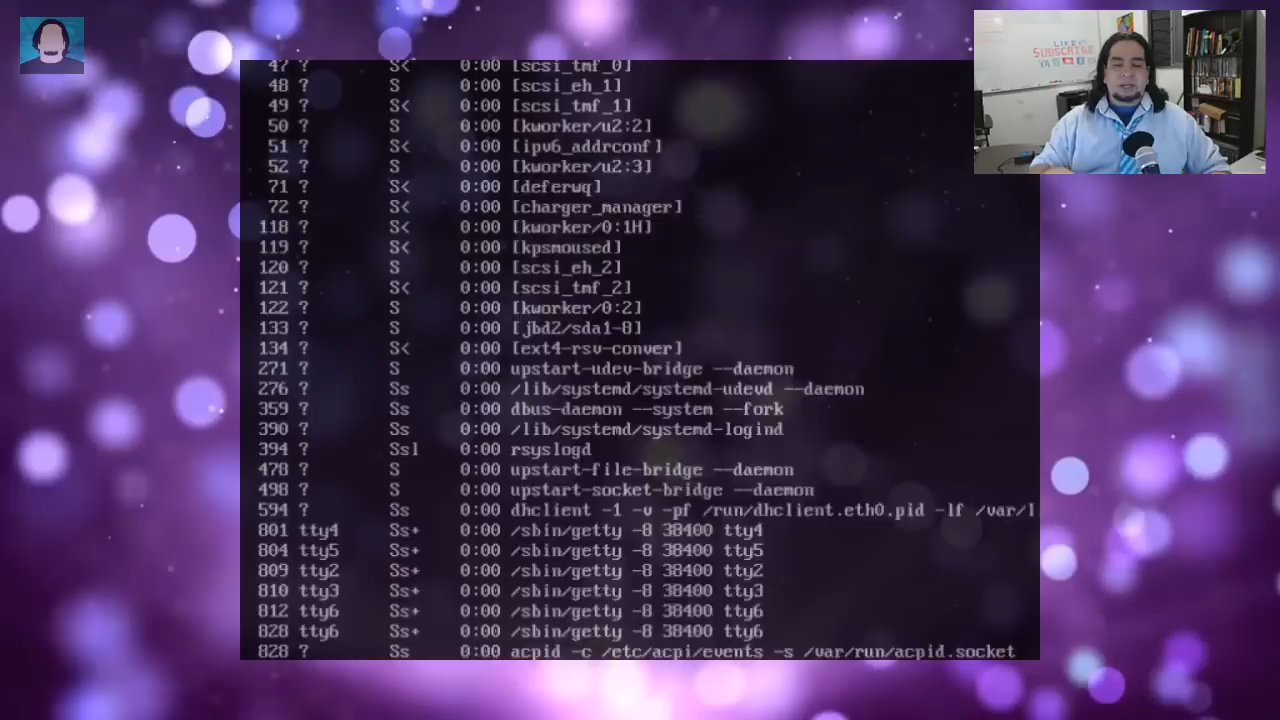 LIKE
SUBSCRIBE
YA
47 ? S< 0:00 [scsi_tmf_0]
48 ? S 0:00 [scsi_eh_1]
49 ? S< 0:00 [scsi_tmf_1]
50 ? S 0:00 [kworker/u2:2]
51 ? S< 0:00 [ipv6_addrconf]
52 ? S 0:00 [kworker/u2:3]
71 ? S< 0:00 [deferwq]
72 ? S< 0:00 [charger_manager]
118 ? S< 0:00 [kworker/0:1H]
119 ? S< 0:00 [kpsmoused]
120 ? S 0:00 [scsi_eh_2]
121 ? S< 0:00 [scsi_tmf_2]
122 ? S 0:00 [kworker/0:2]
133 ? S 0:00 [jbd2/sda1-8]
134 ? S< 0:00 [ext4-rsv-conver]
271 ? S 0:00 upstart-udev-bridge --daemon
276 ? Ss 0:00 /lib/systemd/systemd-udevd --daemon
359 ? Ss 0:00 dbus-daemon --system --fork
390 ? Ss 0:00 /lib/systemd/systemd-logind
394 ? Ssl 0:00 rsyslogd
478 ? S 0:00 upstart-file-bridge --daemon
498 ? S 0:00 upstart-socket-bridge --daemon
594 ? Ss 0:00 dhclient -1 -v -pf /run/dhclient.eth0.pid -lf /var/l
801 tty4 Ss+ 0:00 /sbin/getty -8 38400 tty4
804 tty5 Ss+ 0:00 /sbin/getty -8 38400 tty5
809 tty2 Ss+ 0:00 /sbin/getty -8 38400 tty2
810 tty3 Ss+ 0:00 /sbin/getty -8 38400 tty3
812 tty6 Ss+ 0:00 /sbin/getty -8 38400 tty6
828 tty6 Ss+ 0:00 /sbin/getty -8 38400 tty6
828 ? Ss 0:00 acpid -c /etc/acpi/events -s /var/run/acpid.socket